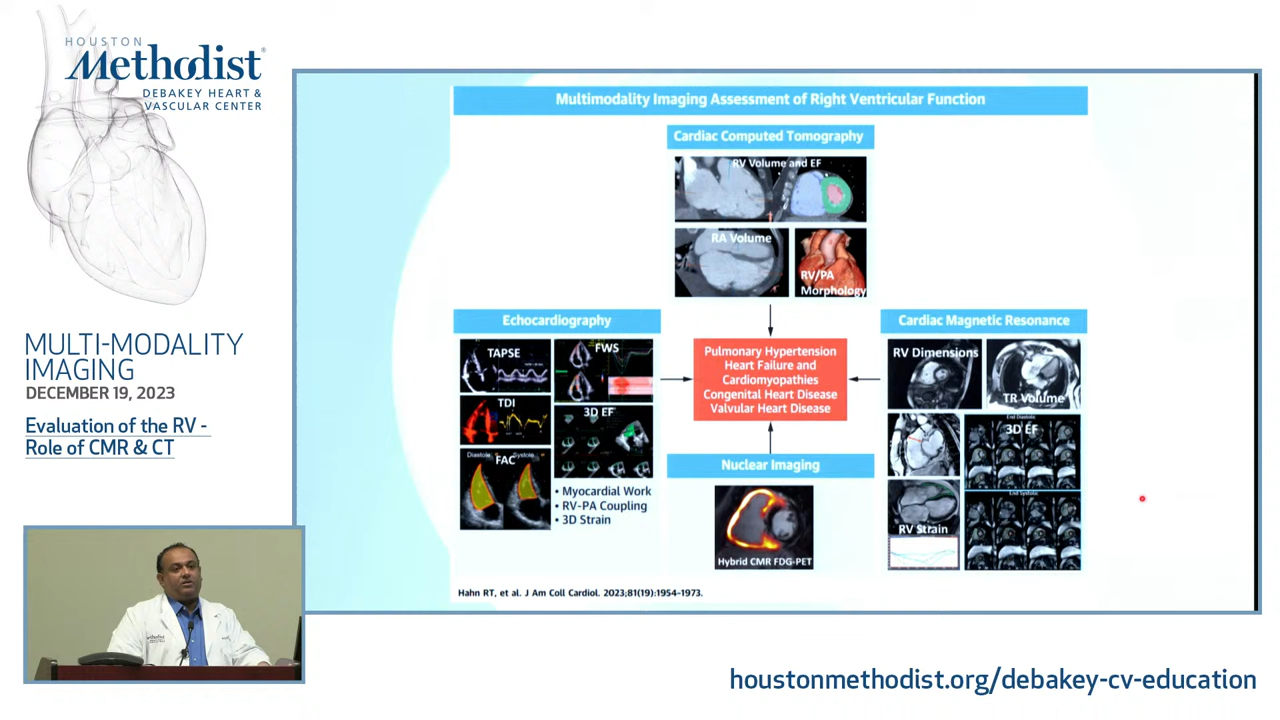 HOUSTON
Methodist
DEBAKEY HEART &
VASCULAR CENTER
MULTI-MODALITY
IMAGING
DECEMBER 19, 2023
Evaluation of the RV -
Role of CMR & CT
Multimodality Imaging Assessment of Right Ventricular Function
Cardiac Computed Tomography
RV Volume and EF
RA Volume
RV/PA
Morphology
Echocardiography
TAPSE
FWS
TDI
3D EF
FAC
Diastole
Systole
• Myocardial Work
• RV-PA Coupling
• 3D Strain
Pulmonary Hypertension
Heart Failure and
Cardiomyopathies
Congenital Heart Disease
Valvular Heart Disease
Cardiac Magnetic Resonance
RV Dimensions
TR Volume
End Diastolic
3D EF
End Systolic
RV Strain
Nuclear Imaging
Hybrid CMR FDG-PET
Hahn RT, et al. J Am Coll Cardiol. 2023;81(19):1954-1973.
Methodist
houstonmethodist.org/debakey-cv-education